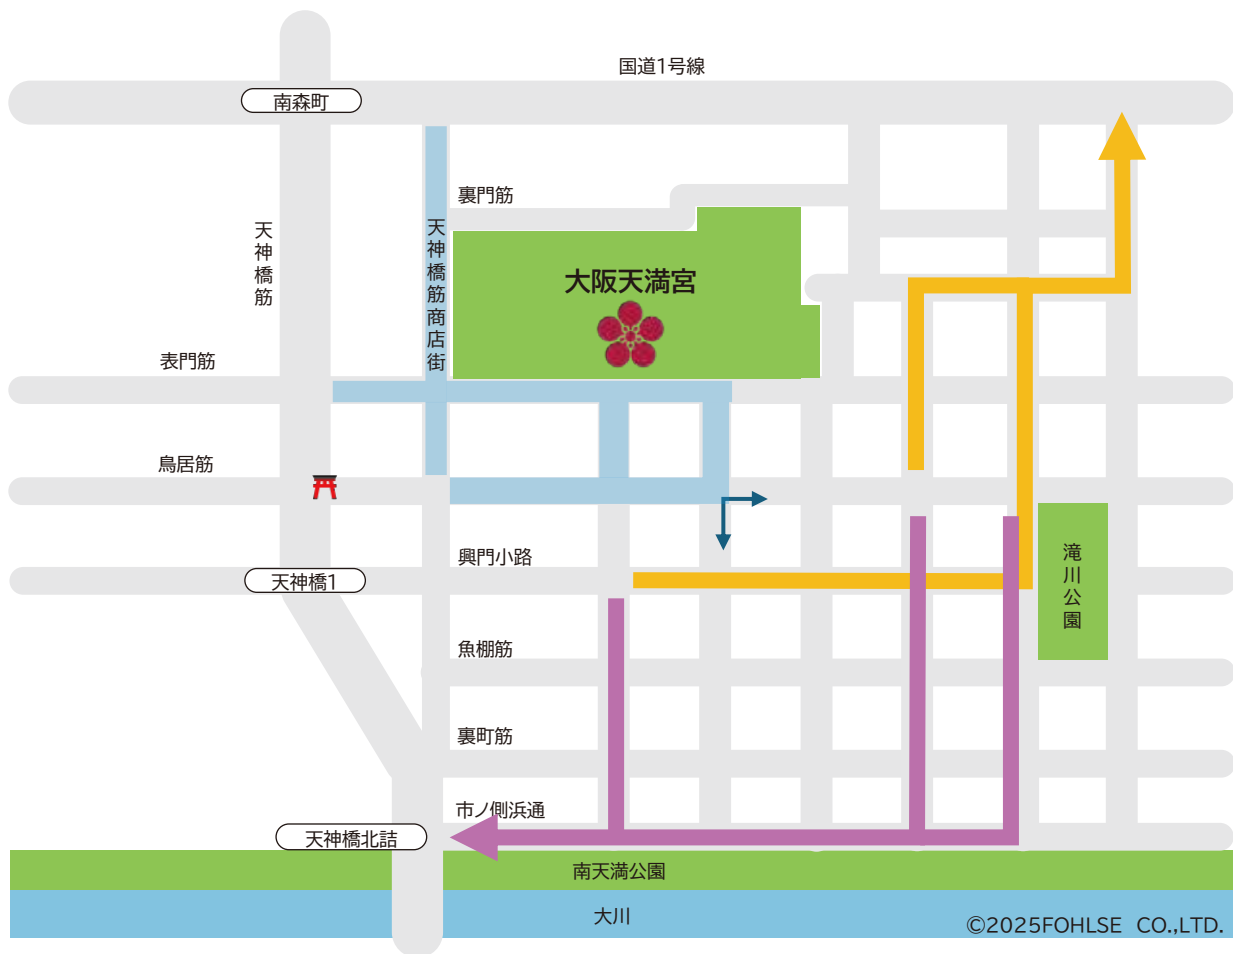 国道1号線
南森町
裏門筋
天神橋筋
天神橋筋商店街
大阪天満宮
表門筋
鳥居筋
興門小路
天神橋1
滝川公園
魚棚筋
裏町筋
市ノ側浜通
天神橋北詰
南天満公園
大川
©2025FOHLSE CO.,LTD.